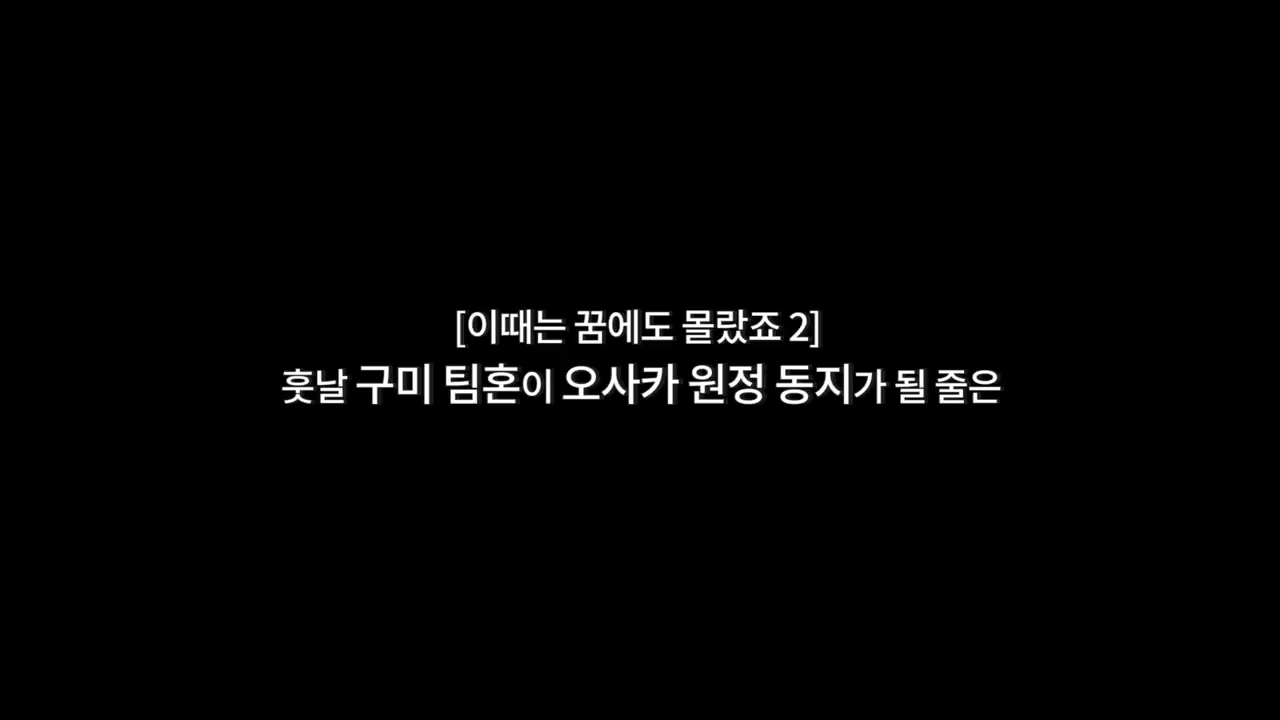 [이때는 꿈에도 몰랐죠 2]
훗날 구미 팀혼이 오사카 원정 동지가 될 줄은